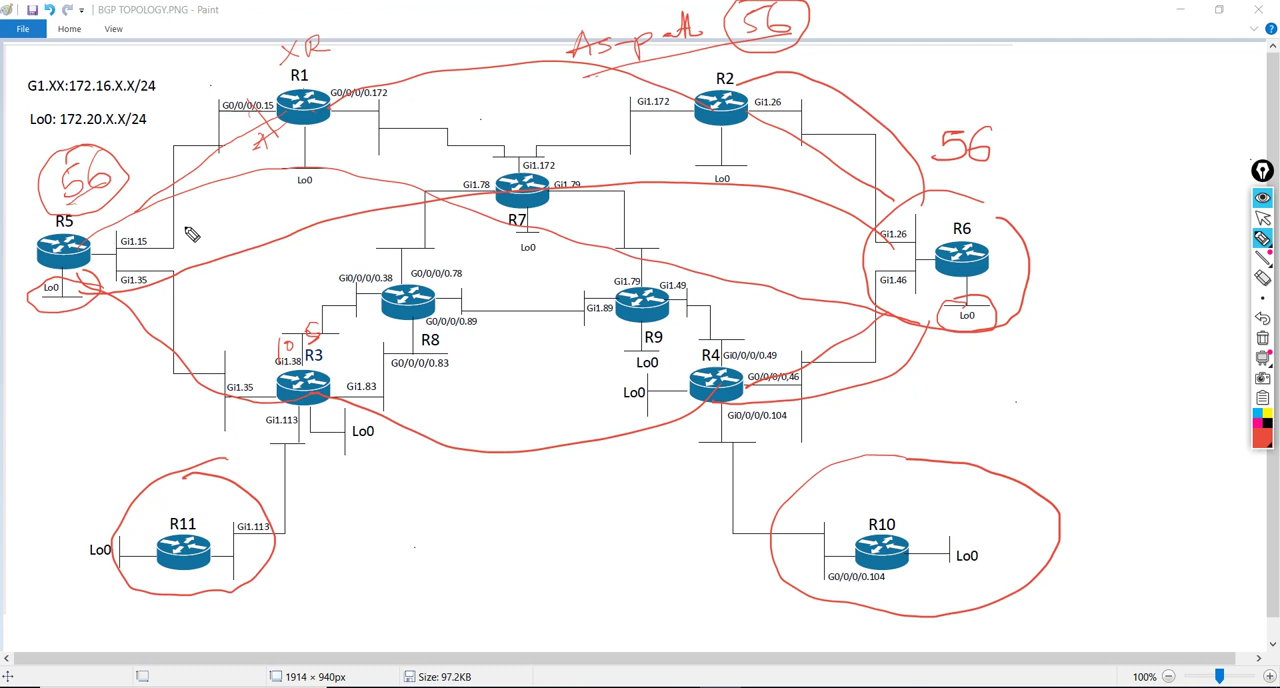 BGP TOPOLOGY.PNG - Paint
File
Home
View
As-path
56
XR
R1
R2
G1.XX:172.16.X.X/24
G0/0/0/0.172
G0/0/0/0.15
Gi1.172
Gi1.26
Lo0: 172.20.X.X/24
56
Gi1.172
56
Lo0
Lo0
Gi1.78
Gi1.79
R5
R7
R6
Gi1.26
Gi1.15
Lo0
Gi1.35
Gi0/0/0/0.38
G0/0/0/0.78
Gi1.79
Gi1.49
Gi1.46
Lo0
Gi1.89
Lo0
G0/0/0/0.89
R9
R8
10
5
R3
R4
Gi0/0/0/0.49
Gi1.38
Lo0
G0/0/0/0.83
G0/0/0/0.46
Gi1.35
Gi1.83
Lo0
Gi1.113
Gi0/0/0/0.104
Lo0
R11
R10
Gi1.113
Lo0
Lo0
G0/0/0/0.104
1914 × 940px
Size: 97.2KB
100%